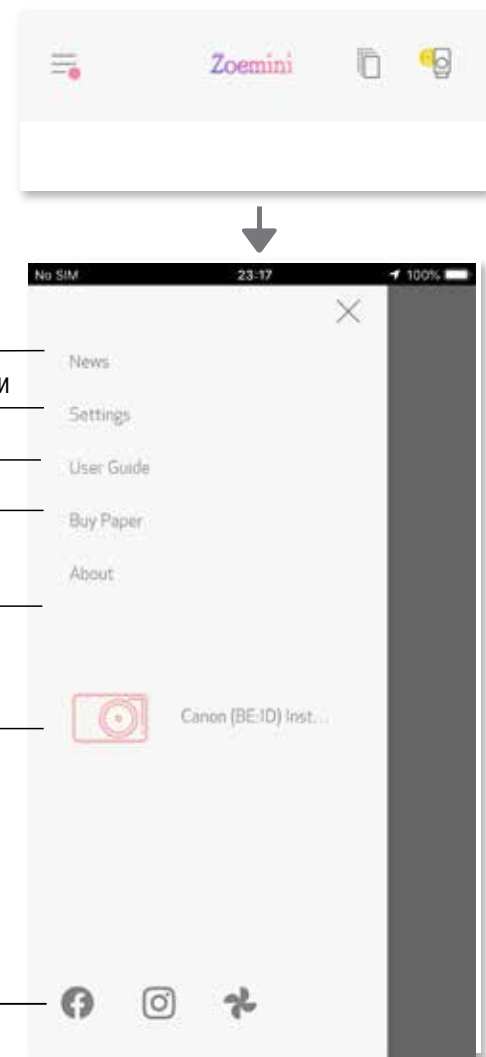 Zoemini
No SIM 23:17 100%
News
и
Settings
User Guide
Buy Paper
About
Canon (BE:1D) Inst...